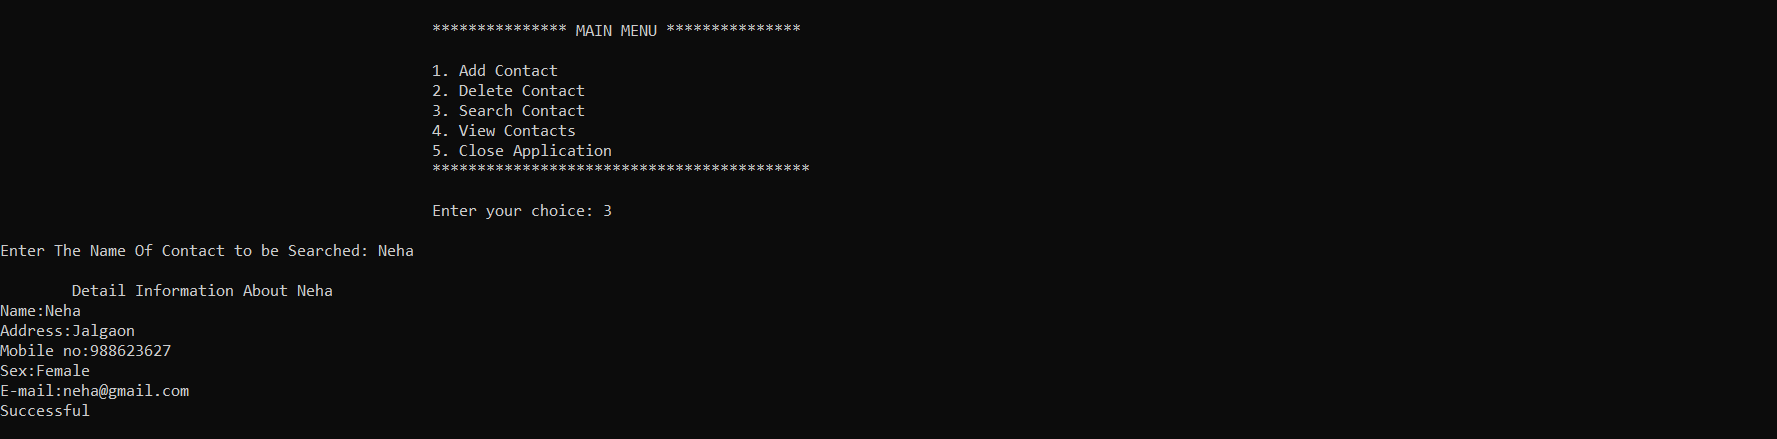 *************** MAIN MENU ***************
1. Add Contact
2. Delete Contact
3. Search Contact
4. View Contacts
5. Close Application
******************************************
Enter your choice: 3
Enter The Name Of Contact to be Searched: Neha
Detail Information About Neha
Name:Neha
Address:Jalgaon
Mobile no:988623627
Sex:Female
E-mail:neha@gmail.com
Successful